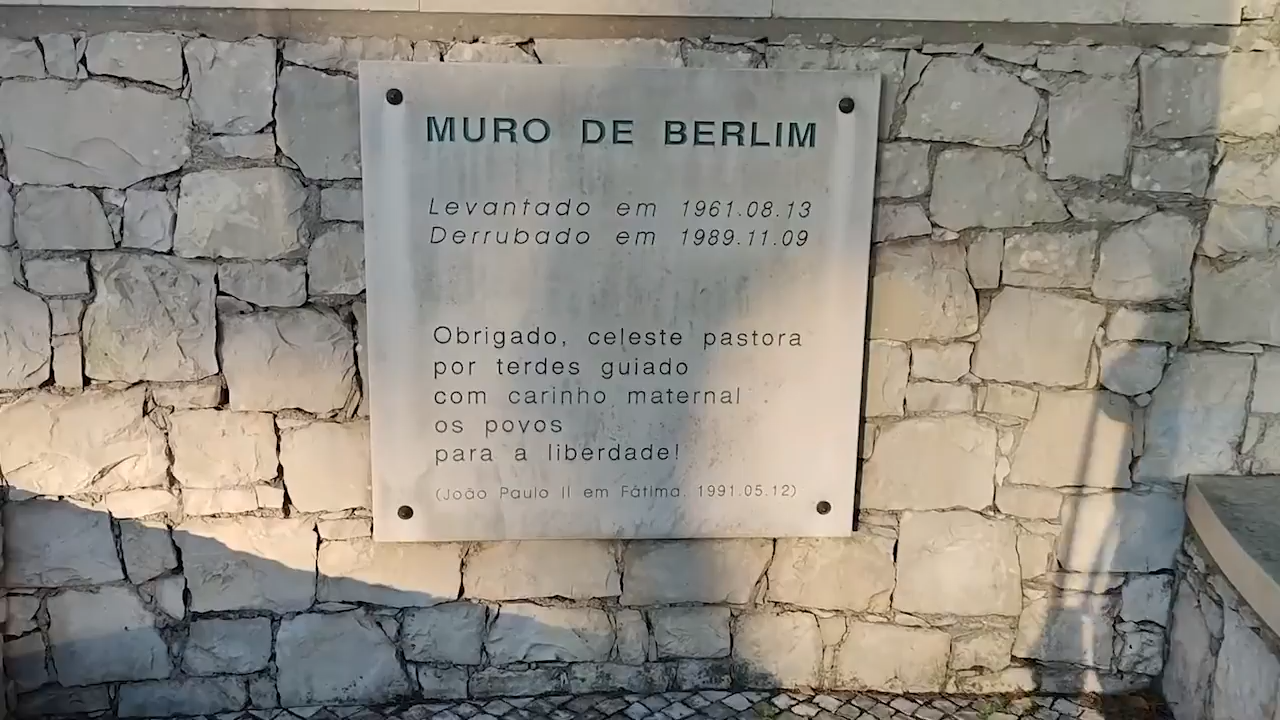 MURO DE BERLIM
Levantado em 1961.08.13
Derrubado em 1989.11.09
Obrigado, celeste pastora
por terdes guiado
com carinho maternal
os povos
para a liberdade!
(João Paulo II em Fátima. 1991.05.12)